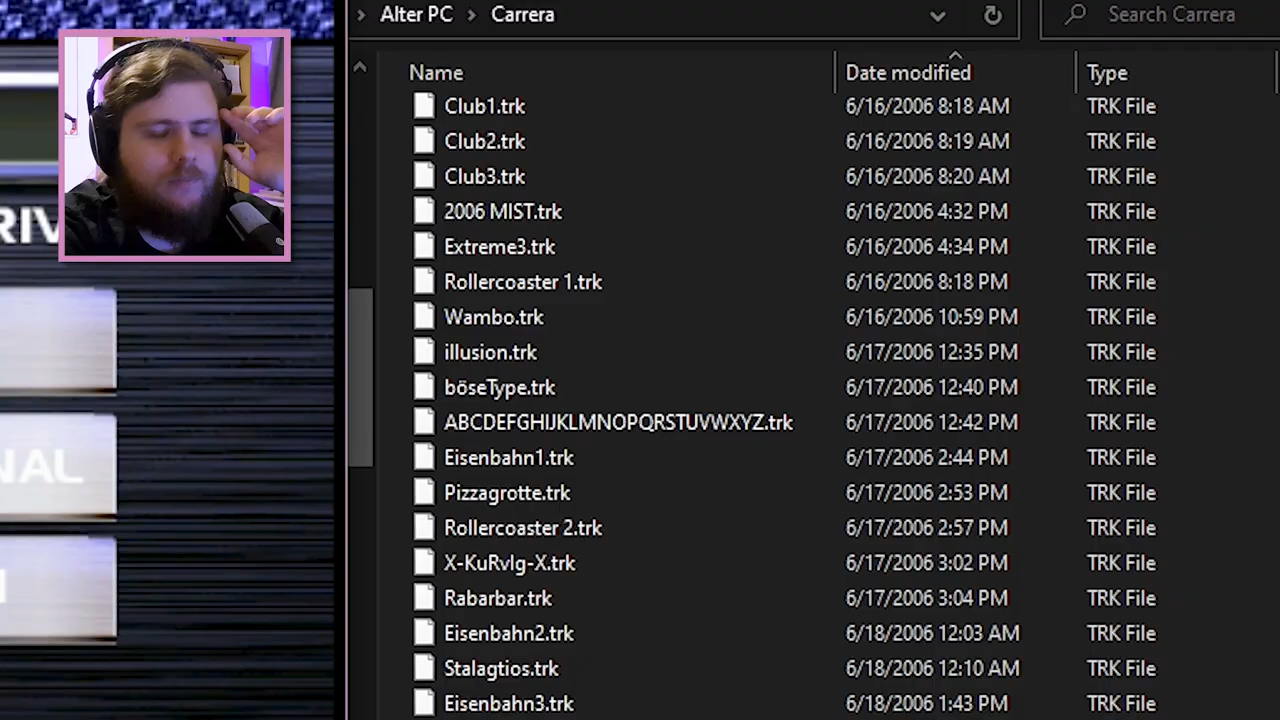 Alter PC > Carrera
Search Carrera
Name Date modified Type
Club1.trk 6/16/2006 8:18 AM TRK File
Club2.trk 6/16/2006 8:19 AM TRK File
Club3.trk 6/16/2006 8:20 AM TRK File
2006 MIST.trk 6/16/2006 4:32 PM TRK File
Extreme3.trk 6/16/2006 4:34 PM TRK File
Rollercoaster 1.trk 6/16/2006 8:18 PM TRK File
Wambo.trk 6/16/2006 10:59 PM TRK File
illusion.trk 6/17/2006 12:35 PM TRK File
böseType.trk 6/17/2006 12:40 PM TRK File
ABCDEFGHIJKLMNOPQRSTUVWXYZ.trk 6/17/2006 12:42 PM TRK File
Eisenbahn1.trk 6/17/2006 2:44 PM TRK File
Pizzagrotte.trk 6/17/2006 2:53 PM TRK File
Rollercoaster 2.trk 6/17/2006 2:57 PM TRK File
X-KuRvIg-X.trk 6/17/2006 3:02 PM TRK File
Rabarbar.trk 6/17/2006 3:04 PM TRK File
Eisenbahn2.trk 6/18/2006 12:03 AM TRK File
Stalagtios.trk 6/18/2006 12:10 AM TRK File
Eisenbahn3.trk 6/18/2006 1:43 PM TRK File
RIV
NAL